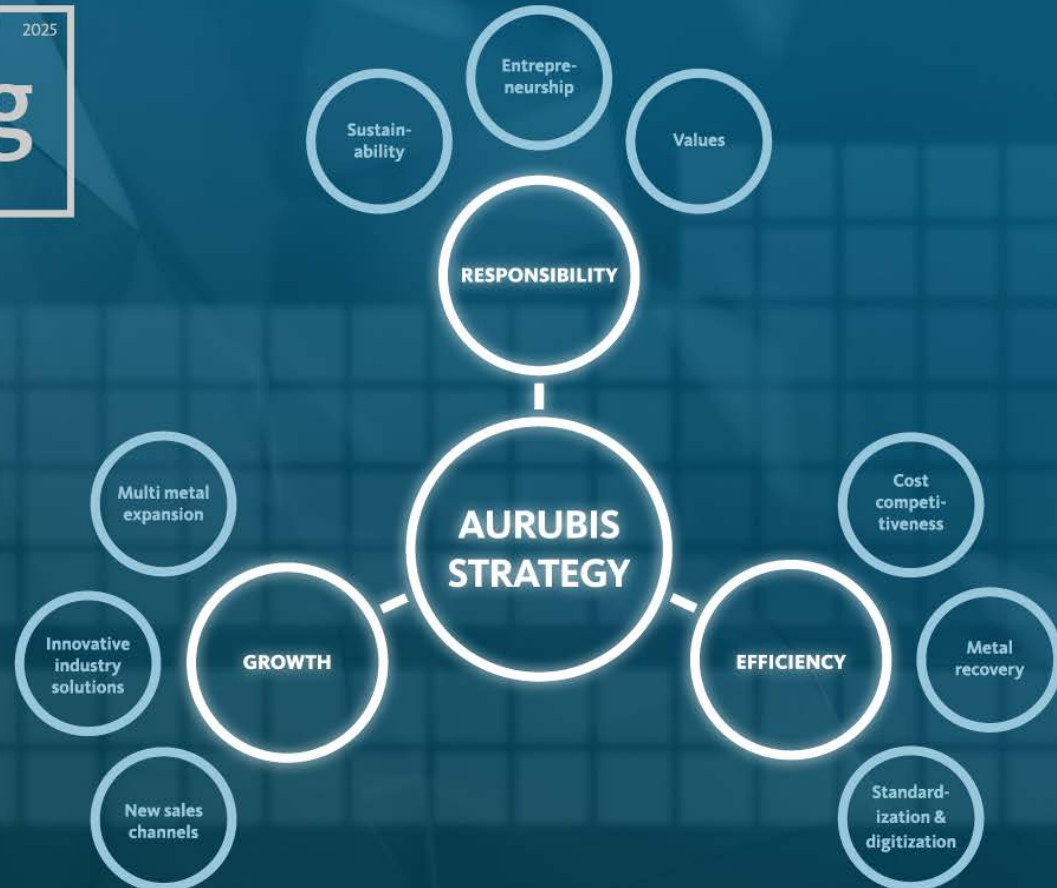 2025
g
Entrepre-
neurship
Sustain-
ability
Values
RESPONSIBILITY
AURUBIS
STRATEGY
Multi metal
expansion
Innovative
industry
solutions
New sales
channels
GROWTH
EFFICIENCY
Cost
competi-
tiveness
Metal
recovery
Standard-
ization &
digitization